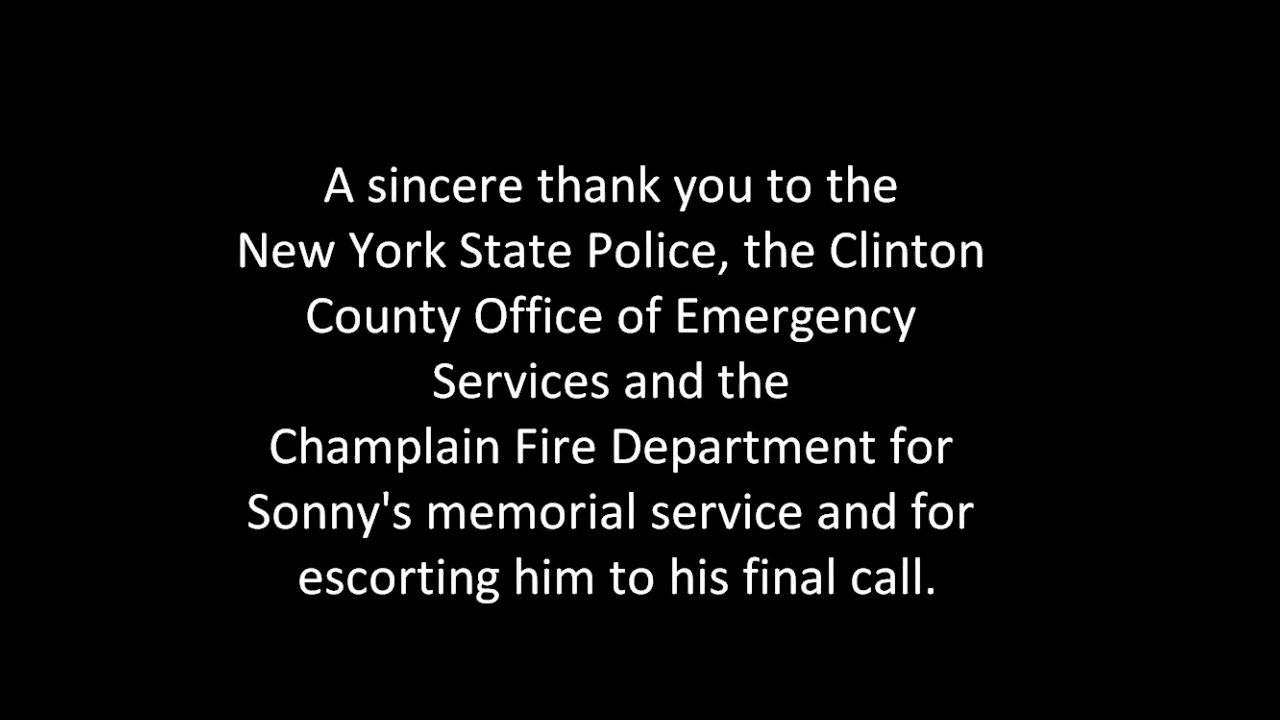 A sincere thank you to the
New York State Police, the Clinton
County Office of Emergency
Services and the
Champlain Fire Department for
Sonny's memorial service and for
escorting him to his final call.